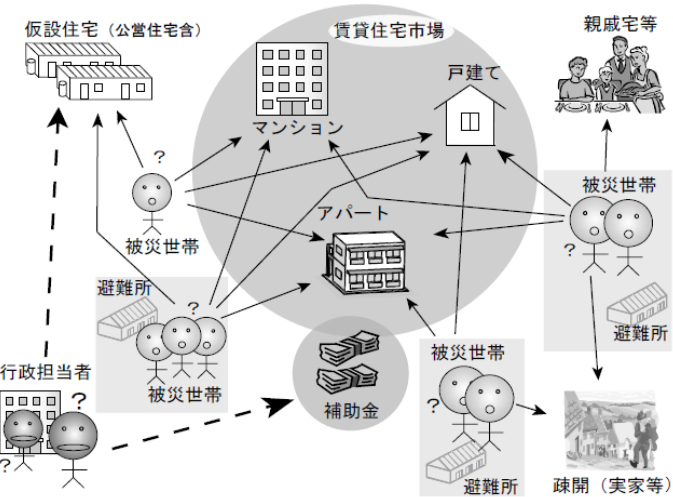 仮設住宅（公営住宅含）
賃貸住宅市場
親戚宅等
戸建て
マンション
?
被災世帯
アパート
被災世帯
?
避難所
避難所
?
被災世帯
行政担当者
?
?
補助金
被災世帯
?
避難所
疎開（実家等）